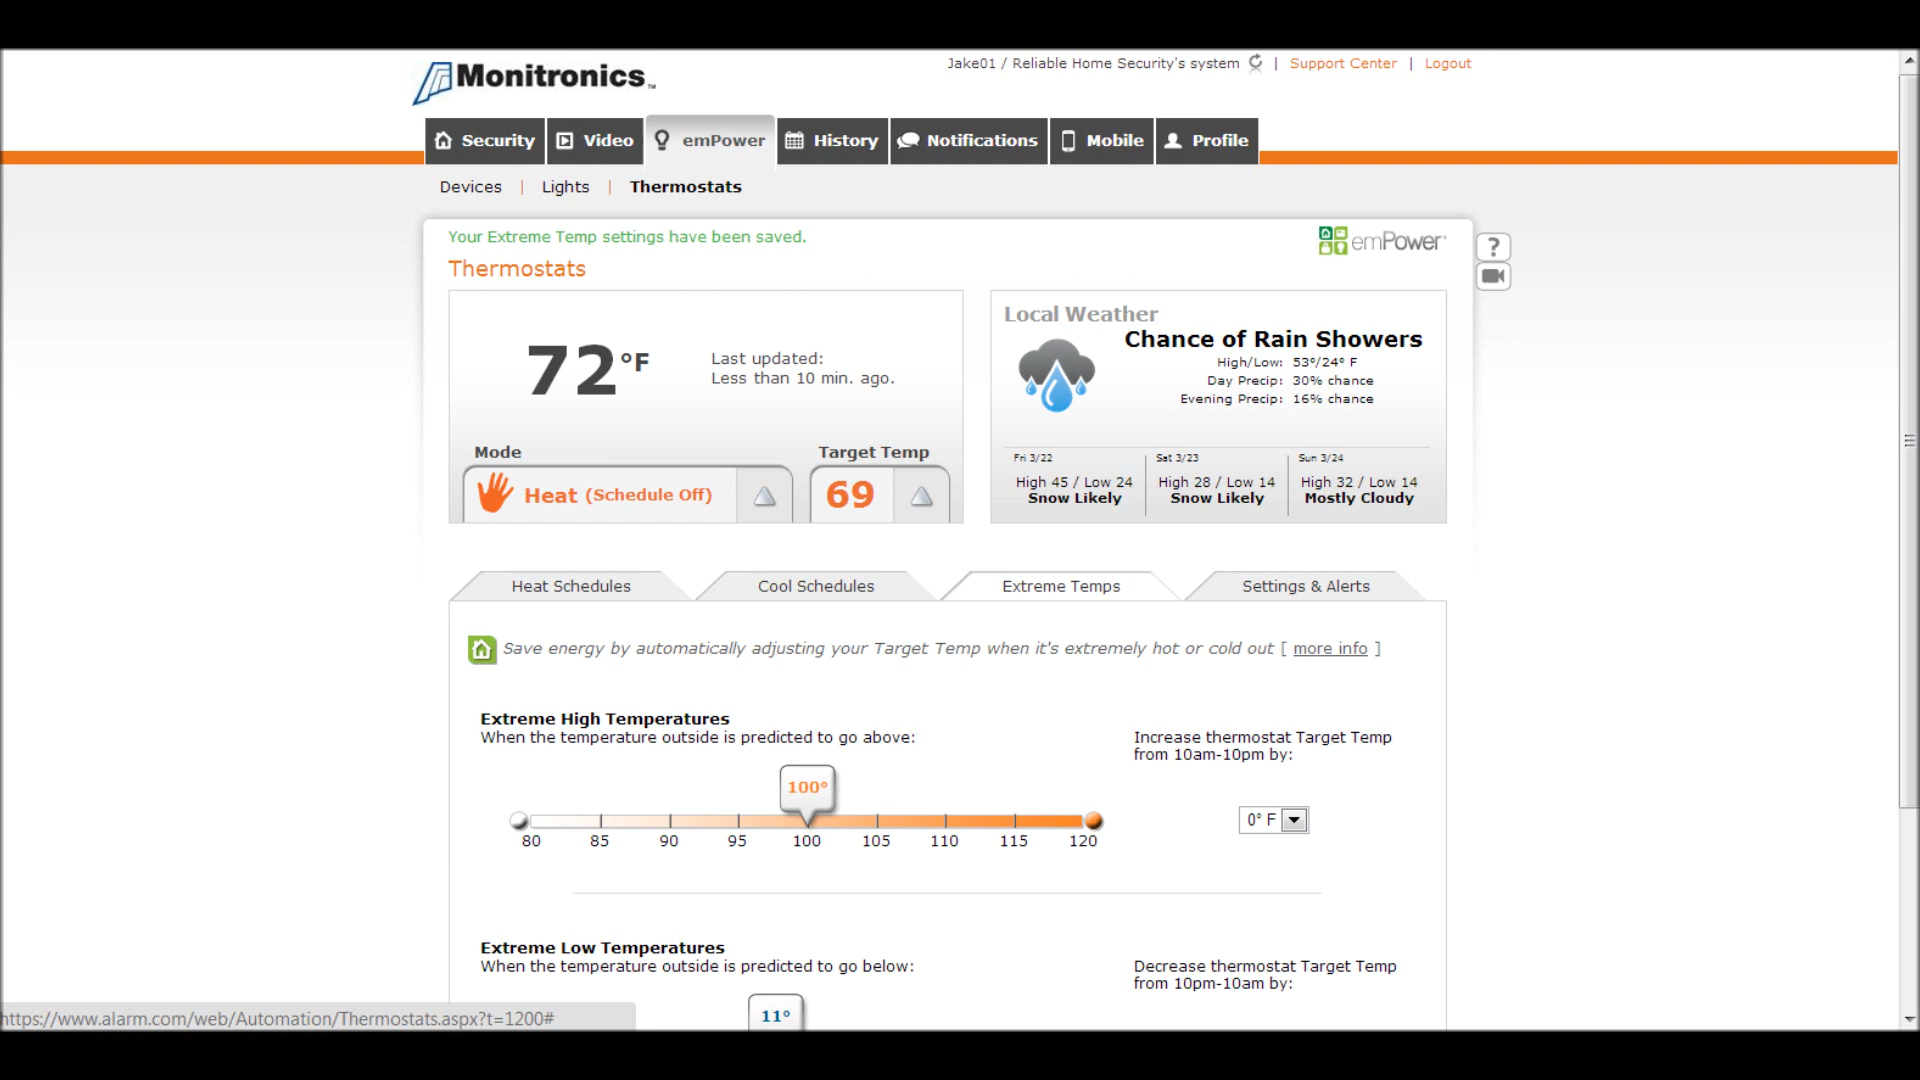 Monitronics™
Jake01 / Reliable Home Security's system | Support Center | Logout
Security Video emPower History Notifications Mobile Profile
Devices | Lights | Thermostats
Your Extreme Temp settings have been saved.
emPower
?
Thermostats
72°F
Last updated:
Less than 10 min. ago.
Mode
Target Temp
Heat (Schedule Off)
69
Local Weather
Chance of Rain Showers
High/Low: 53°/24° F
Day Precip: 30% chance
Evening Precip: 16% chance
Fri 3/22
High 45 / Low 24
Snow Likely
Sat 3/23
High 28 / Low 14
Snow Likely
Sun 3/24
High 32 / Low 14
Mostly Cloudy
Heat Schedules Cool Schedules Extreme Temps Settings & Alerts
Save energy by automatically adjusting your Target Temp when it's extremely hot or cold out [ more info ]
Extreme High Temperatures
When the temperature outside is predicted to go above:
Increase thermostat Target Temp
from 10am-10pm by:
100°
80 85 90 95 100 105 110 115 120
0° F
Extreme Low Temperatures
When the temperature outside is predicted to go below:
Decrease thermostat Target Temp
from 10pm-10am by:
11°
https://www.alarm.com/web/Automation/Thermostats.aspx?t=1200#